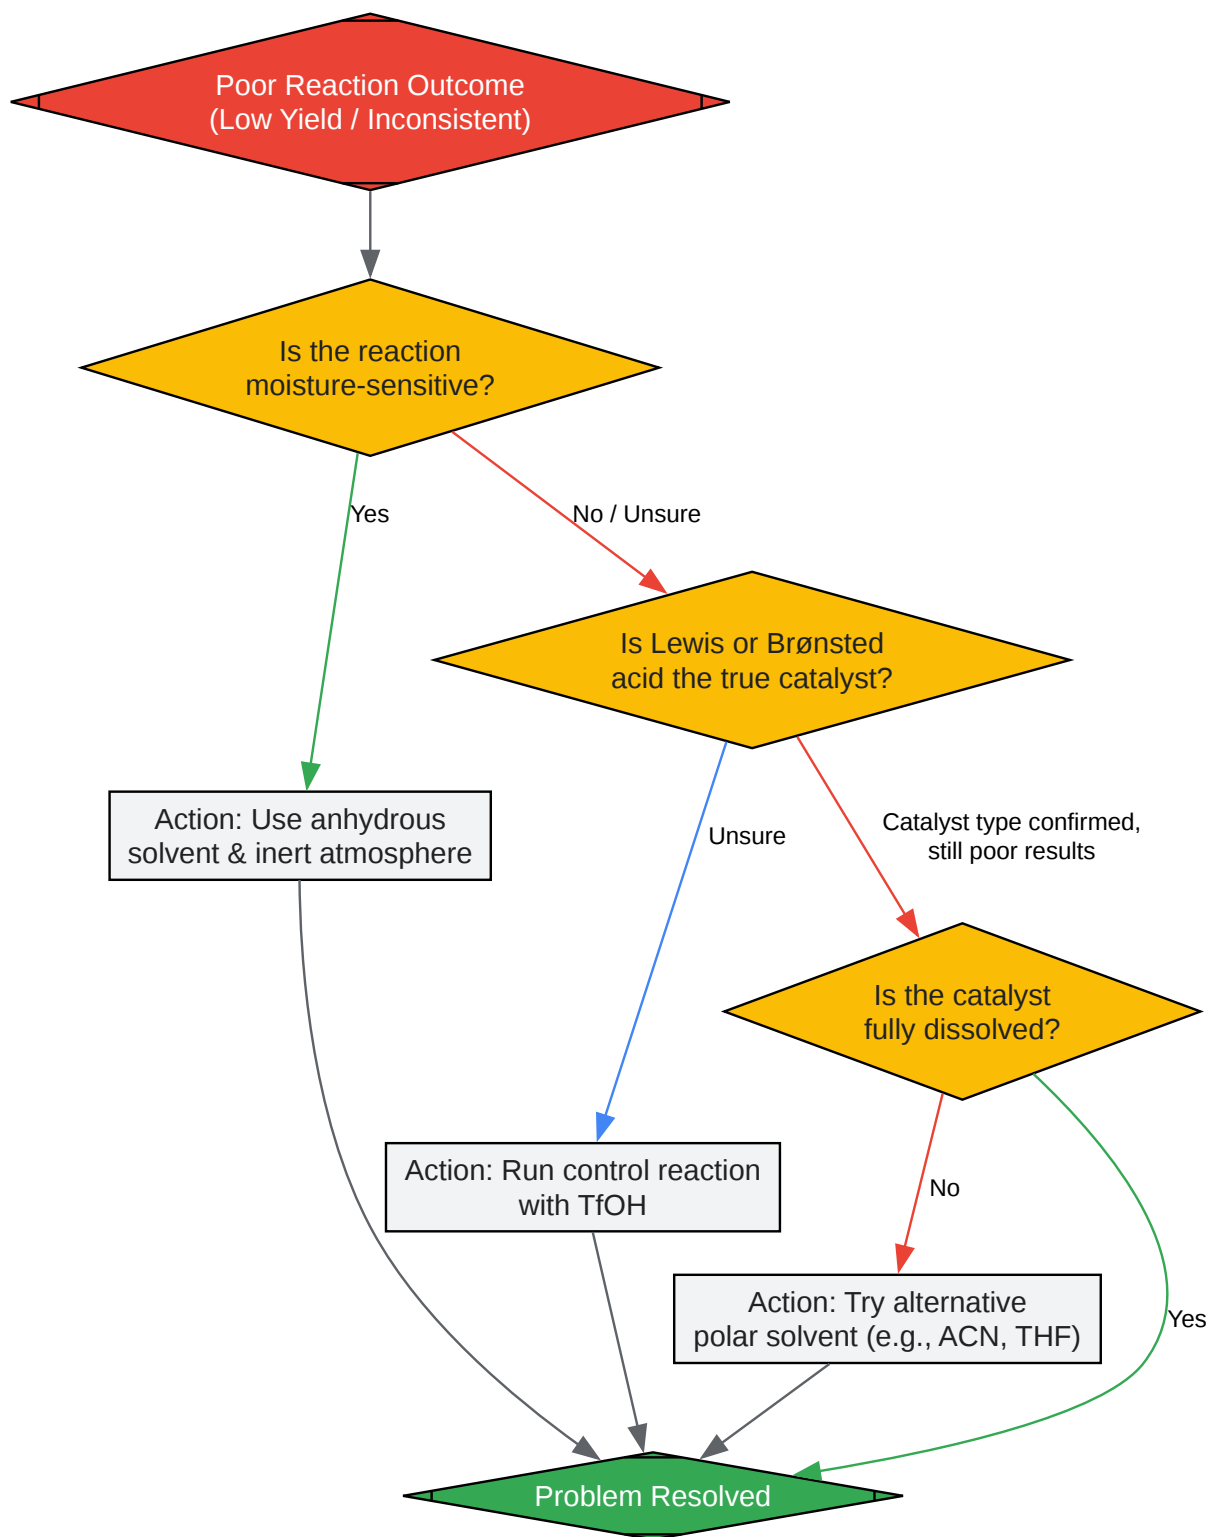 Poor Reaction Outcome
(Low Yield / Inconsistent)
Is the reaction
moisture-sensitive?
Yes
No / Unsure
Is Lewis or Brønsted
acid the true catalyst?
Action: Use anhydrous
solvent & inert atmosphere
Unsure
Catalyst type confirmed,
still poor results
Is the catalyst
fully dissolved?
Action: Run control reaction
with TfOH
No
Action: Try alternative
polar solvent (e.g., ACN, THF)
Yes
Problem Resolved